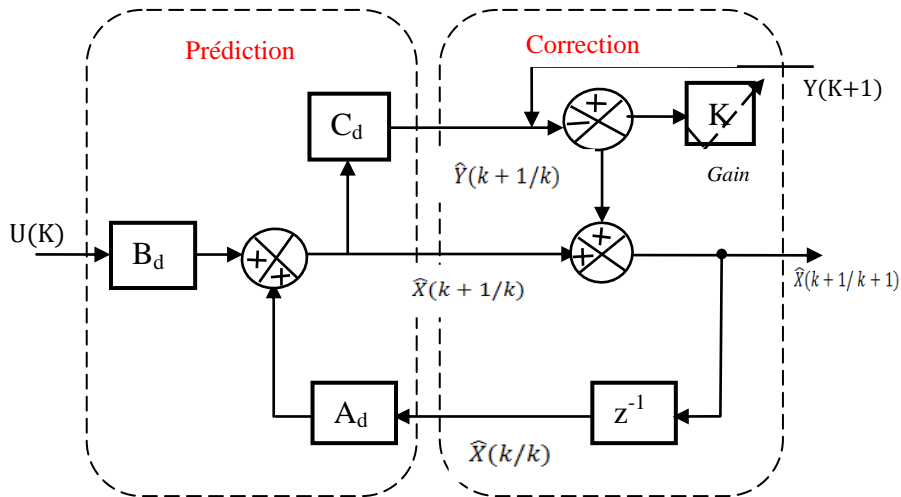 Prédiction
Correction
Y(K+1)
C_d
+
−
K
Gain
Ŷ(k + 1/k)
U(K)
B_d
+
+
+
+
X̂(k + 1/k)
X̂(k + 1/k + 1)
A_d
z⁻¹
X̂(k/k)